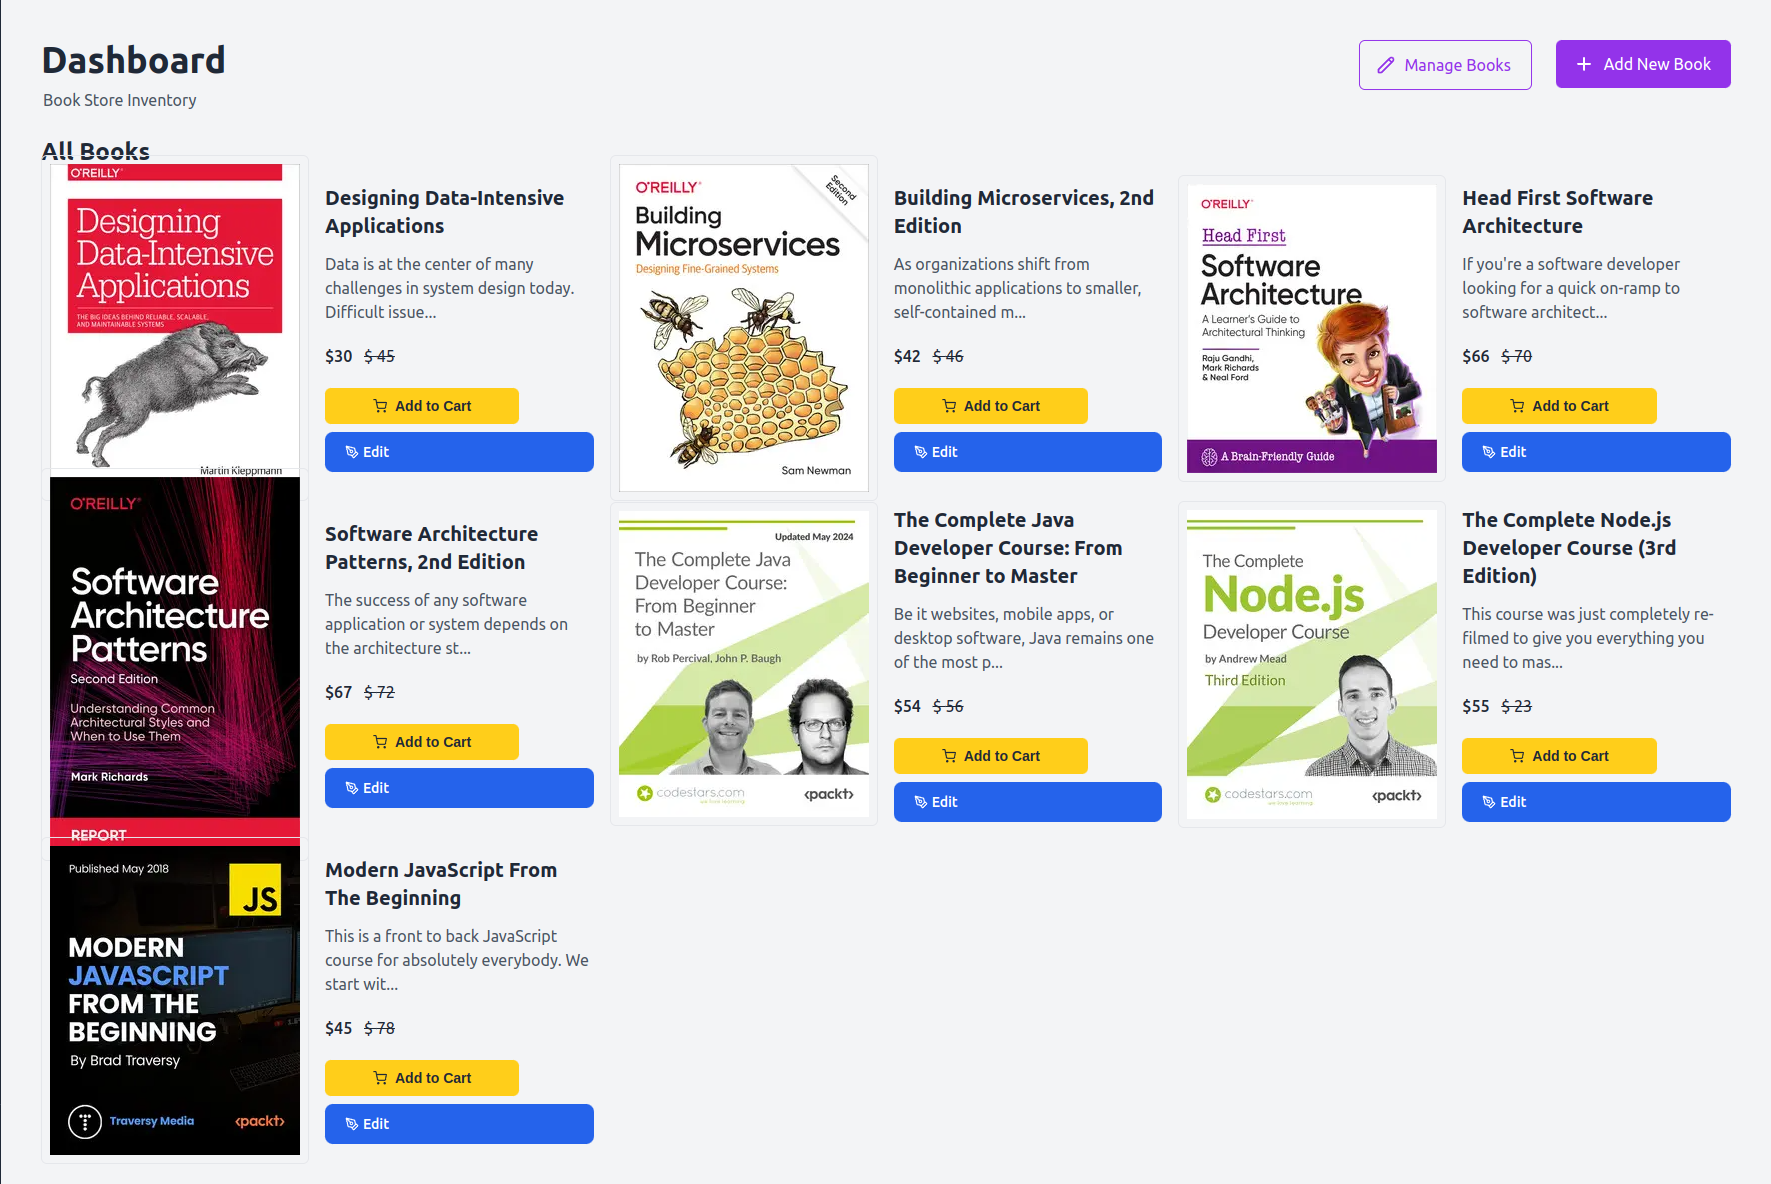 Dashboard
Book Store Inventory
Manage Books
Add New Book
All Books
O'REILLY®
Designing
Data-Intensive
Applications
THE BIG IDEAS BEHIND RELIABLE, SCALABLE,
AND MAINTAINABLE SYSTEMS
Martin Kleppmann
Designing Data-Intensive
Applications
Data is at the center of many
challenges in system design today.
Difficult issue...
$30 $ 45
Add to Cart
Edit
O'REILLY®
Second
Edition
Building
Microservices
Designing Fine-Grained Systems
Sam Newman
Building Microservices, 2nd
Edition
As organizations shift from
monolithic applications to smaller,
self-contained m...
$42 $ 46
Add to Cart
Edit
O'REILLY®
Head First
Software
Architecture
A Learner's Guide to
Architectural Thinking
Raju Gandhi,
Mark Richards
& Neal Ford
A Brain-Friendly Guide
Head First Software
Architecture
If you're a software developer
looking for a quick on-ramp to
software architect...
$66 $ 70
Add to Cart
Edit
O'REILLY®
Software
Architecture
Patterns
Second Edition
Understanding Common
Architectural Styles and
When to Use Them
Mark Richards
REPORT
Software Architecture
Patterns, 2nd Edition
The success of any software
application or system depends on
the architecture st...
$67 $ 72
Add to Cart
Edit
Updated May 2024
The Complete Java
Developer Course:
From Beginner
to Master
by Rob Percival, John P. Baugh
codestars.com
we love learning
<packt>
The Complete Java
Developer Course: From
Beginner to Master
Be it websites, mobile apps, or
desktop software, Java remains one
of the most p...
$54 $ 56
Add to Cart
Edit
The Complete
Node.js
Developer Course
by Andrew Mead
Third Edition
codestars.com
we love learning
<packt>
The Complete Node.js
Developer Course (3rd
Edition)
This course was just completely re-
filmed to give you everything you
need to mas...
$55 $ 23
Add to Cart
Edit
Published May 2018
JS
MODERN
JAVASCRIPT
FROM THE
BEGINNING
By Brad Traversy
Traversy Media
<packt>
Modern JavaScript From
The Beginning
This is a front to back JavaScript
course for absolutely everybody. We
start wit...
$45 $ 78
Add to Cart
Edit